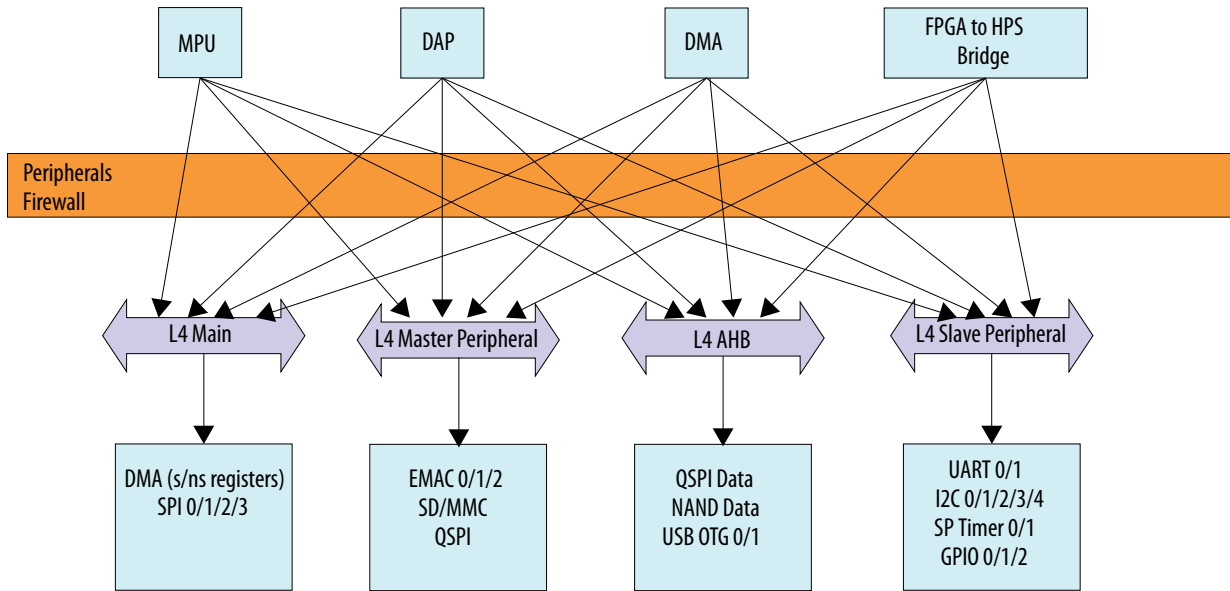 MPU
DAP
DMA
FPGA to HPS
Bridge
Peripherals
Firewall
L4 Main
L4 Master Peripheral
L4 AHB
L4 Slave Peripheral
DMA (s/ns registers)
SPI 0/1/2/3
EMAC 0/1/2
SD/MMC
QSPI
QSPI Data
NAND Data
USB OTG 0/1
UART 0/1
I2C 0/1/2/3/4
SP Timer 0/1
GPIO 0/1/2